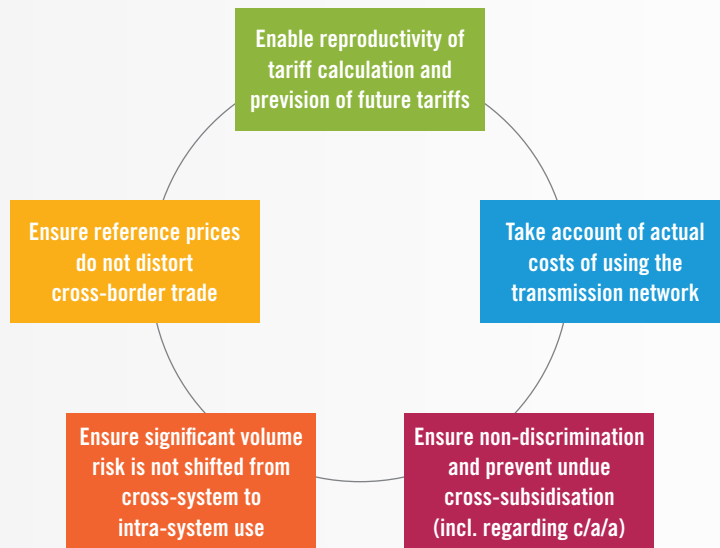 Enable reproductivity of
tariff calculation and
prevision of future tariffs
Ensure reference prices
do not distort
cross-border trade
Take account of actual
costs of using the
transmission network
Ensure significant volume
risk is not shifted from
cross-system to
intra-system use
Ensure non-discrimination
and prevent undue
cross-subsidisation
(incl. regarding c/a/a)